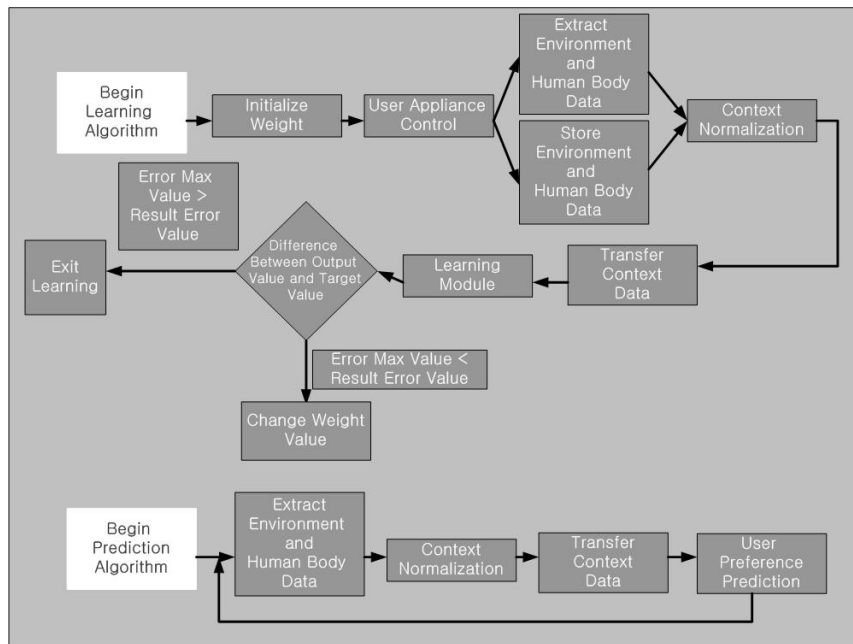 Begin
Learning
Algorithm
Initialize
Weight
User Appliance
Control
Extract
Environment
and
Human Body
Data
Store
Environment
and
Human Body
Data
Context
Normalization
Transfer
Context
Data
Learning
Module
Difference
Between Output
Value and Target
Value
Error Max
Value >
Result Error
Value
Exit
Learning
Error Max Value <
Result Error Value
Change Weight
Value
Begin
Prediction
Algorithm
Extract
Environment
and
Human Body
Data
Context
Normalization
Transfer
Context
Data
User
Preference
Prediction